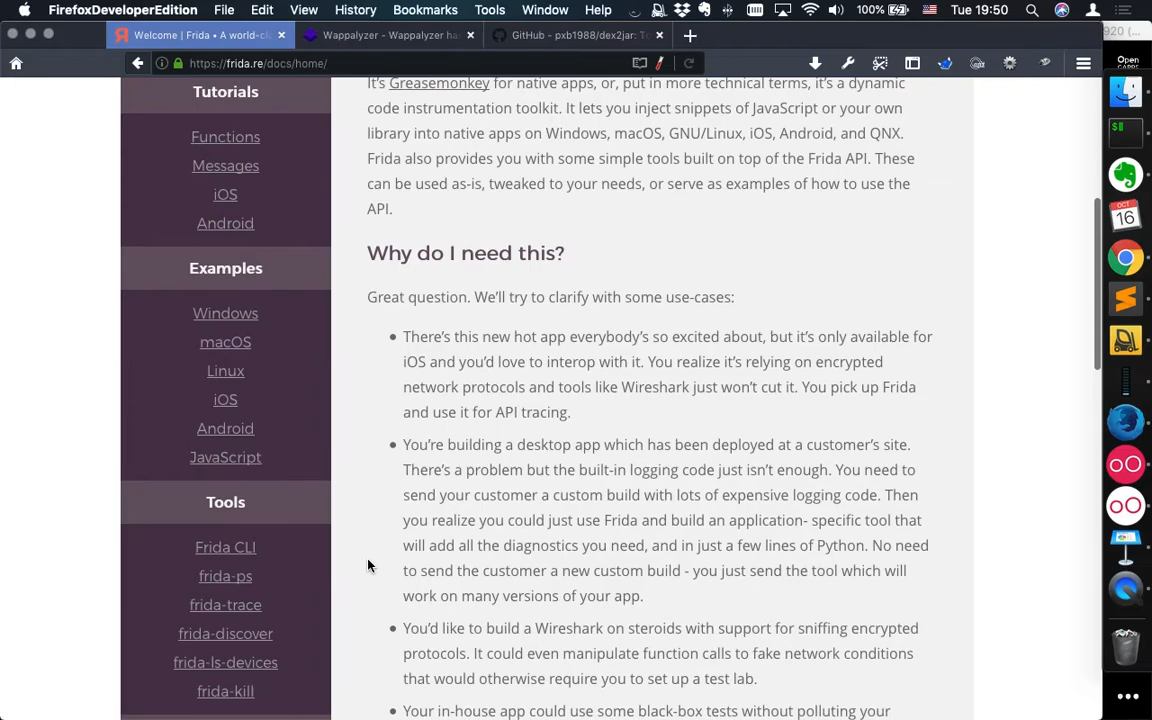 FirefoxDeveloperEdition File Edit View History Bookmarks Tools Window Help 100% Tue 19:50
Welcome | Frida • A world-cl
Wappalyzer - Wappalyzer ha
GitHub - pxb1988/dex2jar: To
920 (...
https://frida.re/docs/home/
Open
Tutorials
Functions
Messages
iOS
Android
Examples
Windows
macOS
Linux
iOS
Android
JavaScript
Tools
Frida CLI
frida-ps
frida-trace
frida-discover
frida-ls-devices
frida-kill
It's Greasemonkey for native apps, or, put in more technical terms, it's a dynamic
code instrumentation toolkit. It lets you inject snippets of JavaScript or your own
library into native apps on Windows, macOS, GNU/Linux, iOS, Android, and QNX.
Frida also provides you with some simple tools built on top of the Frida API. These
can be used as-is, tweaked to your needs, or serve as examples of how to use the
API.
Why do I need this?
Great question. We'll try to clarify with some use-cases:
• There's this new hot app everybody's so excited about, but it's only available for
iOS and you'd love to interop with it. You realize it's relying on encrypted
network protocols and tools like Wireshark just won't cut it. You pick up Frida
and use it for API tracing.
• You're building a desktop app which has been deployed at a customer's site.
There's a problem but the built-in logging code just isn't enough. You need to
send your customer a custom build with lots of expensive logging code. Then
you realize you could just use Frida and build an application- specific tool that
will add all the diagnostics you need, and in just a few lines of Python. No need
to send the customer a new custom build - you just send the tool which will
work on many versions of your app.
• You'd like to build a Wireshark on steroids with support for sniffing encrypted
protocols. It could even manipulate function calls to fake network conditions
that would otherwise require you to set up a test lab.
• Your in-house app could use some black-box tests without polluting your
OCT
16